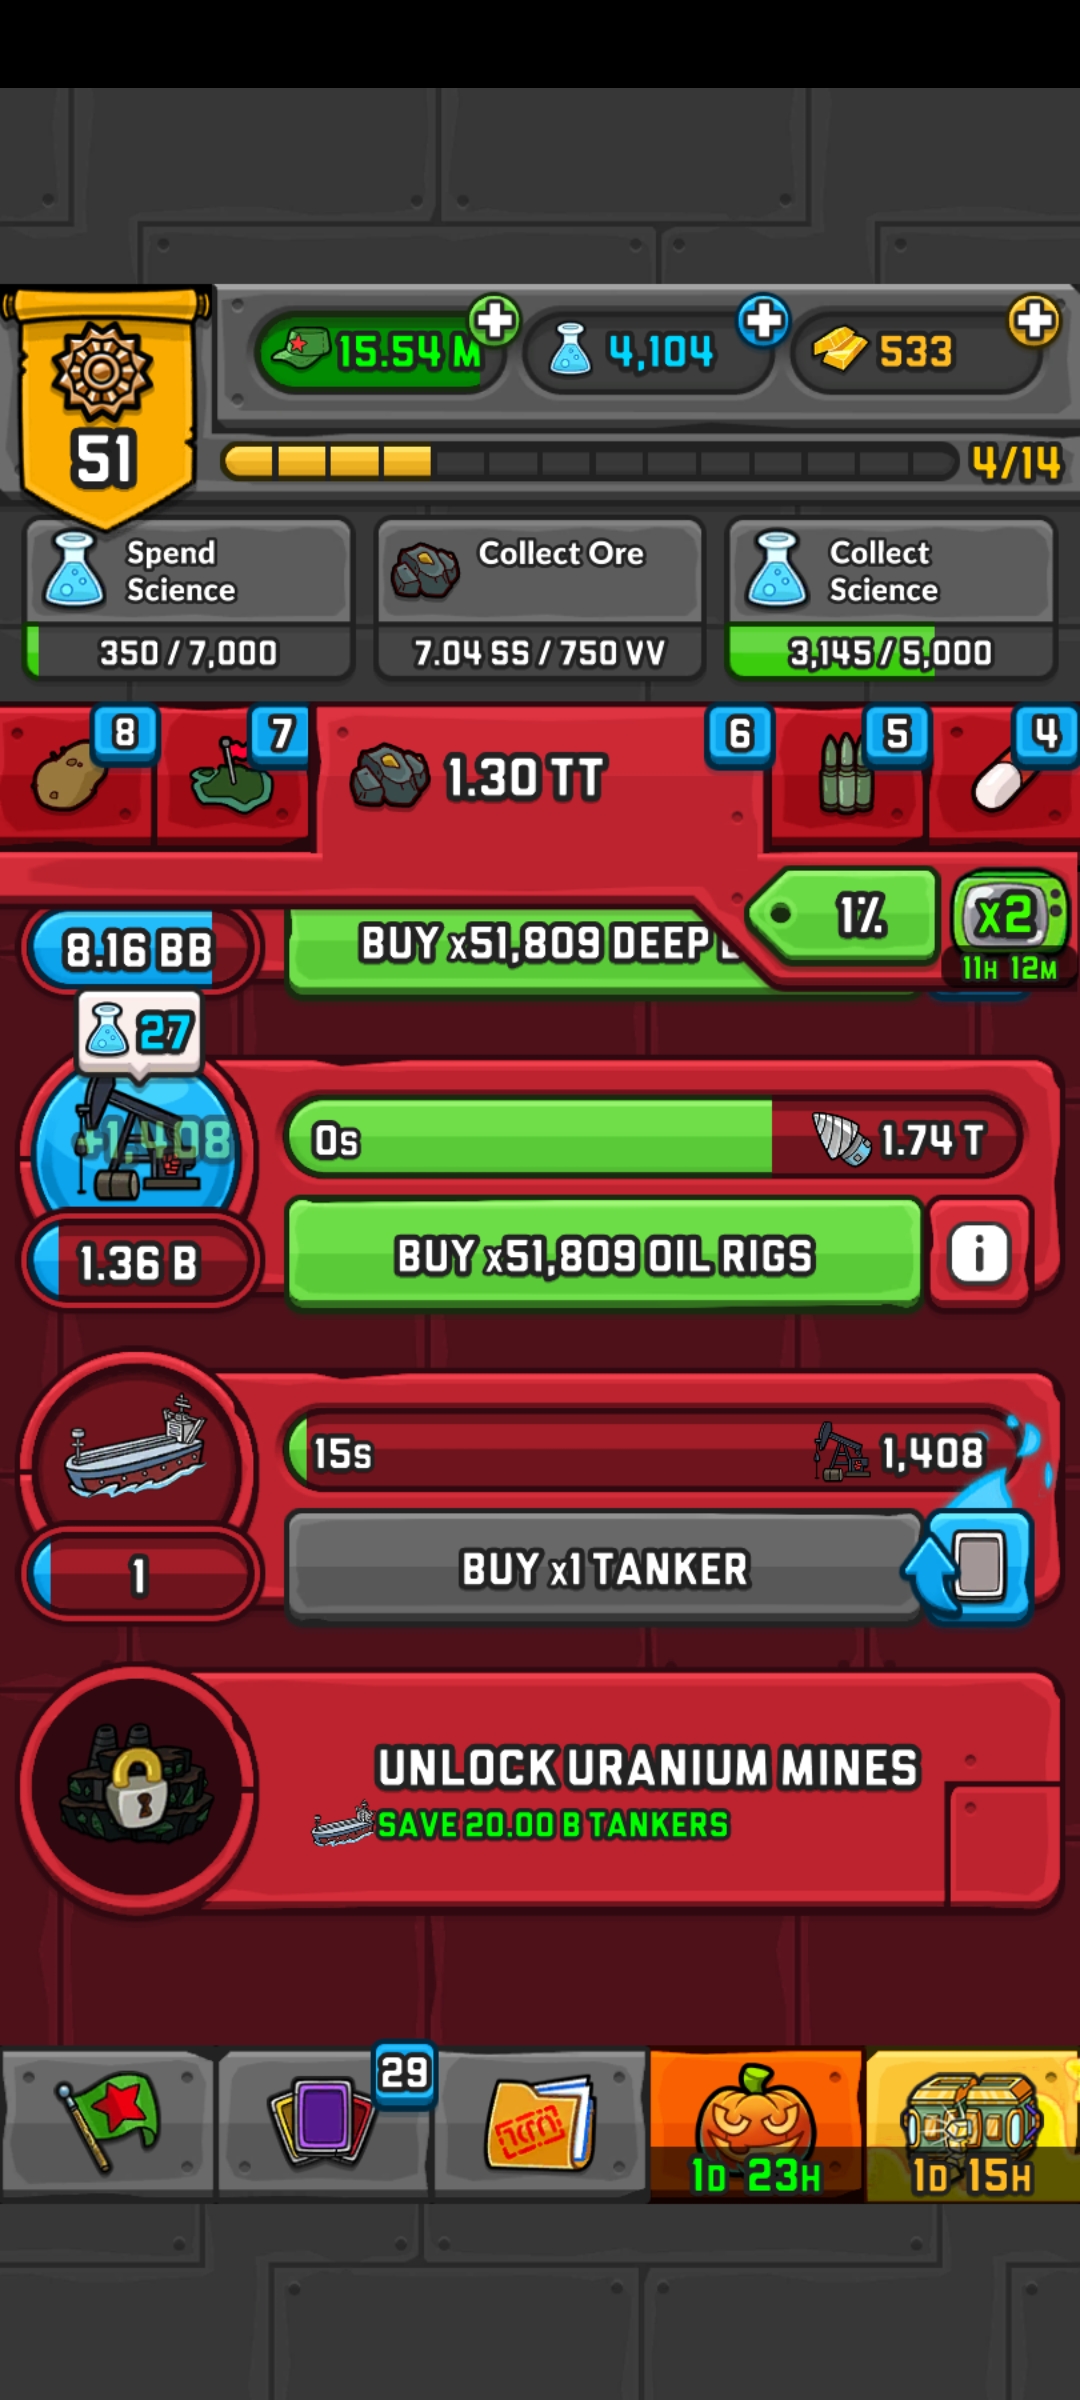 15.54 M
4,104
533
51
4/14
Spend
Science
350 / 7,000
Collect Ore
7.04 SS / 750 VV
Collect
Science
3,145 / 5,000
8
7
1.30 TT
6
5
4
1%
x2
11H 12M
8.16 BB
BUY x51,809 DEEP
27
+1,408
0s
1.74 T
1.36 B
BUY x51,809 OIL RIGS
i
15s
1,408
1
BUY x1 TANKER
UNLOCK URANIUM MINES
SAVE 20.00 B TANKERS
29
1D 23H
1D 15H